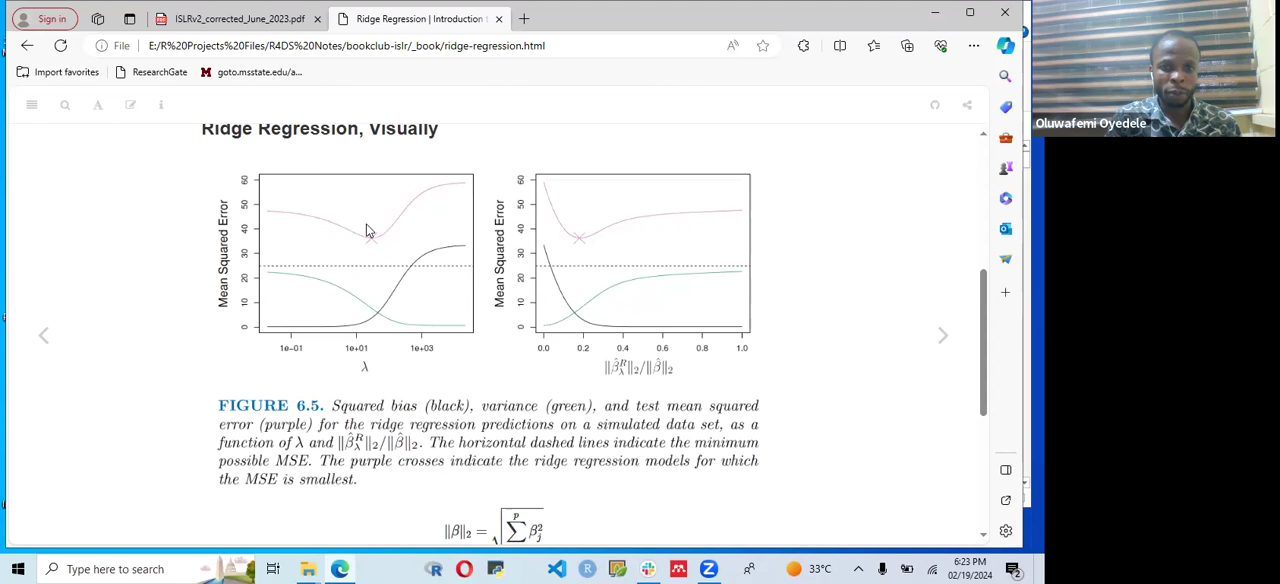 Sign in
ISLRv2_corrected_June_2023.pdf
Ridge Regression | Introduction
File
E:/R%20Projects%20Files/R4DS%20Notes/bookclub-islr/_book/ridge-regression.html
Import favorites
ResearchGate
goto.msstate.edu/a...
Oluwafemi Oyedele
Ridge Regression, Visually
Mean Squared Error
0 10 20 30 40 50 60
1e−01 1e+01 1e+03
λ
Mean Squared Error
0 10 20 30 40 50 60
0.0 0.2 0.4 0.6 0.8 1.0
‖β̂λᴿ‖₂/‖β̂‖₂
FIGURE 6.5. Squared bias (black), variance (green), and test mean squared
error (purple) for the ridge regression predictions on a simulated data set, as a
function of λ and ‖β̂λᴿ‖₂/‖β̂‖₂. The horizontal dashed lines indicate the minimum
possible MSE. The purple crosses indicate the ridge regression models for which
the MSE is smallest.
‖β‖₂ = √∑ᵖ βⱼ²
Type here to search
33°C
6:23 PM
02/19/2024